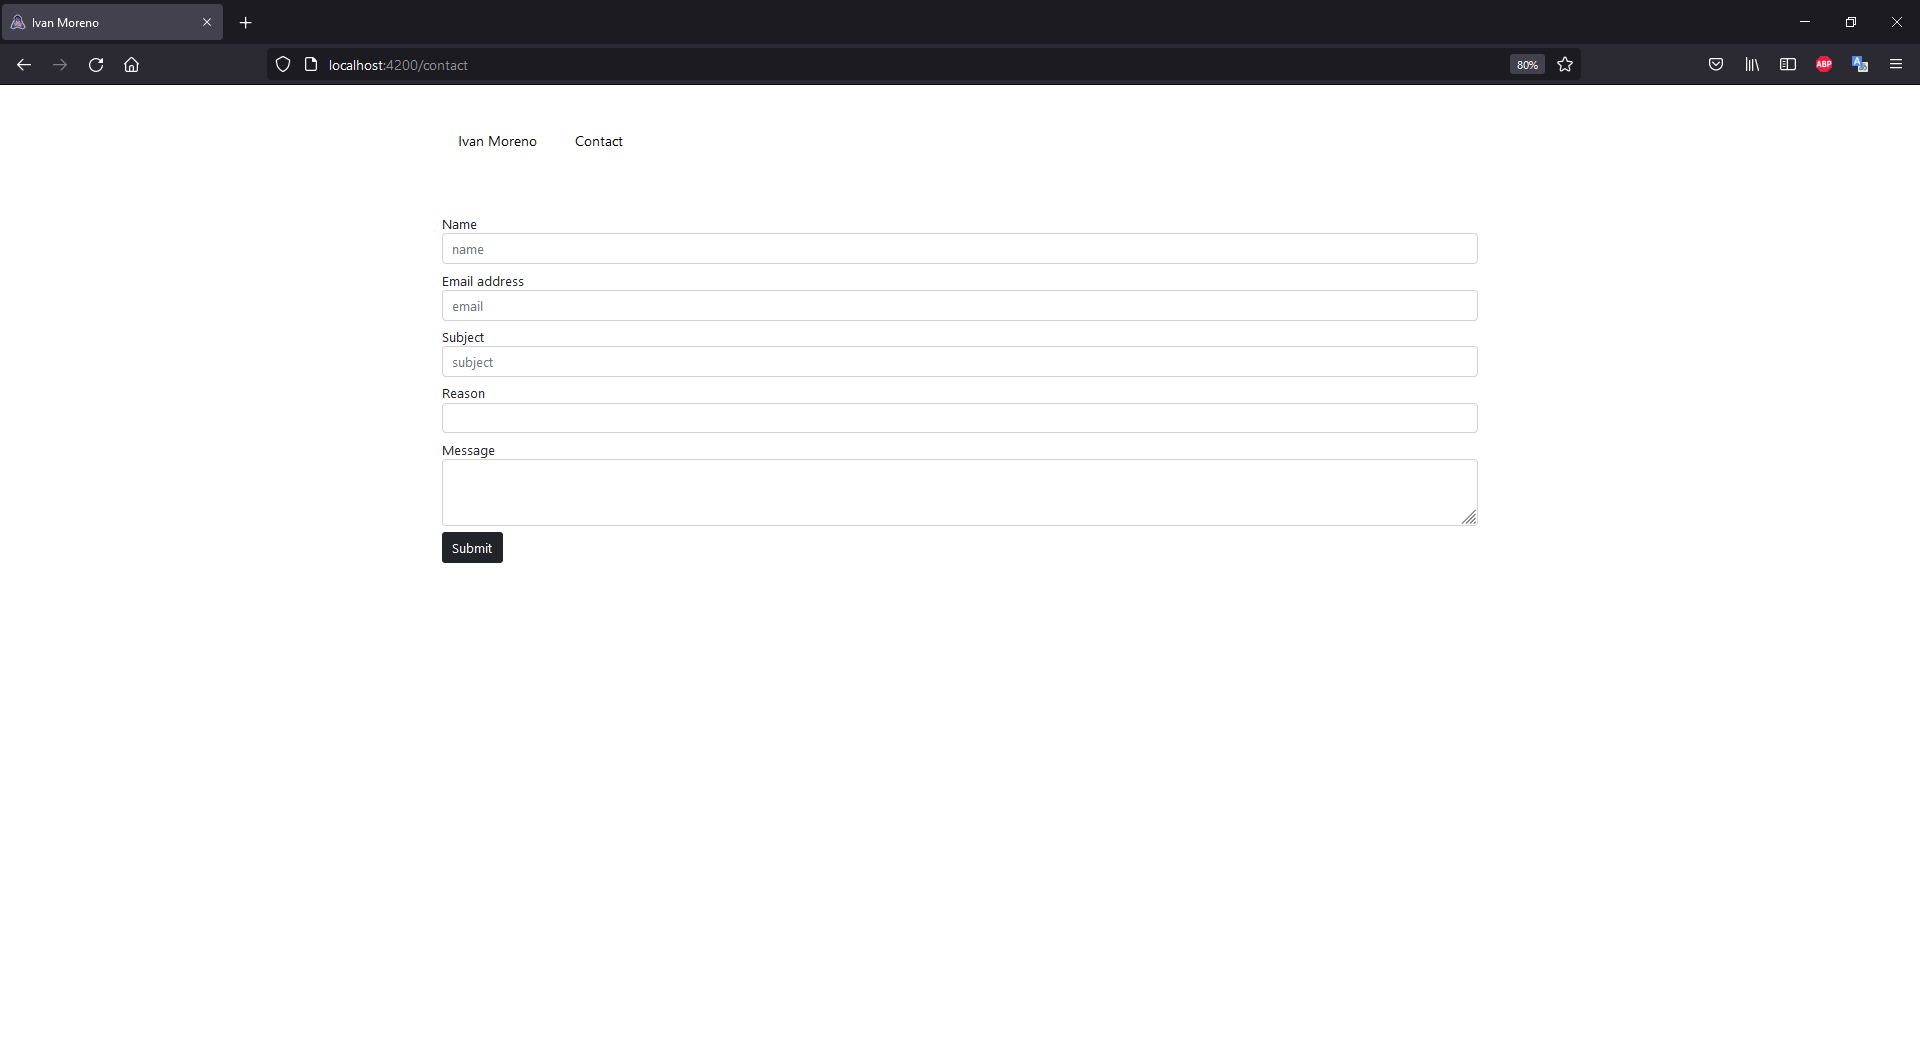 Ivan Moreno
localhost:4200/contact
80%
ABP
Ivan Moreno Contact
Name
name
Email address
email
Subject
subject
Reason
Message
Submit